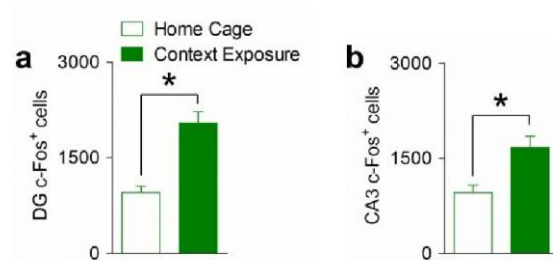 Home Cage
Context Exposure
a
3000
1500
0
DG c-Fos+ cells
*
b
3000
1500
0
CA3 c-Fos+ cells
*